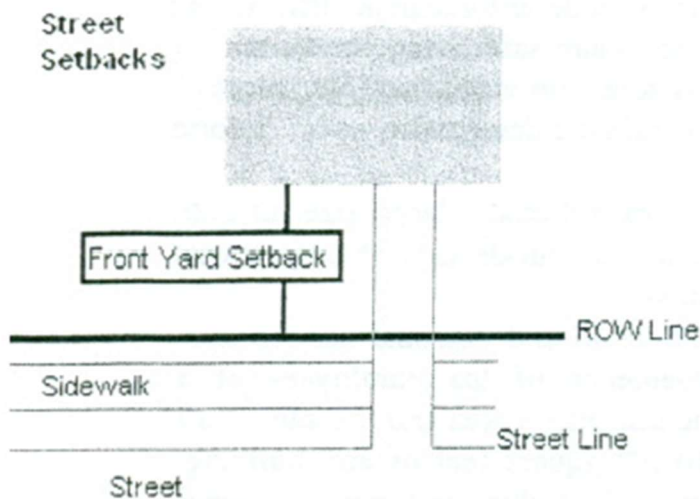 Street
Setbacks
Front Yard Setback
ROW Line
Sidewalk
Street Line
Street